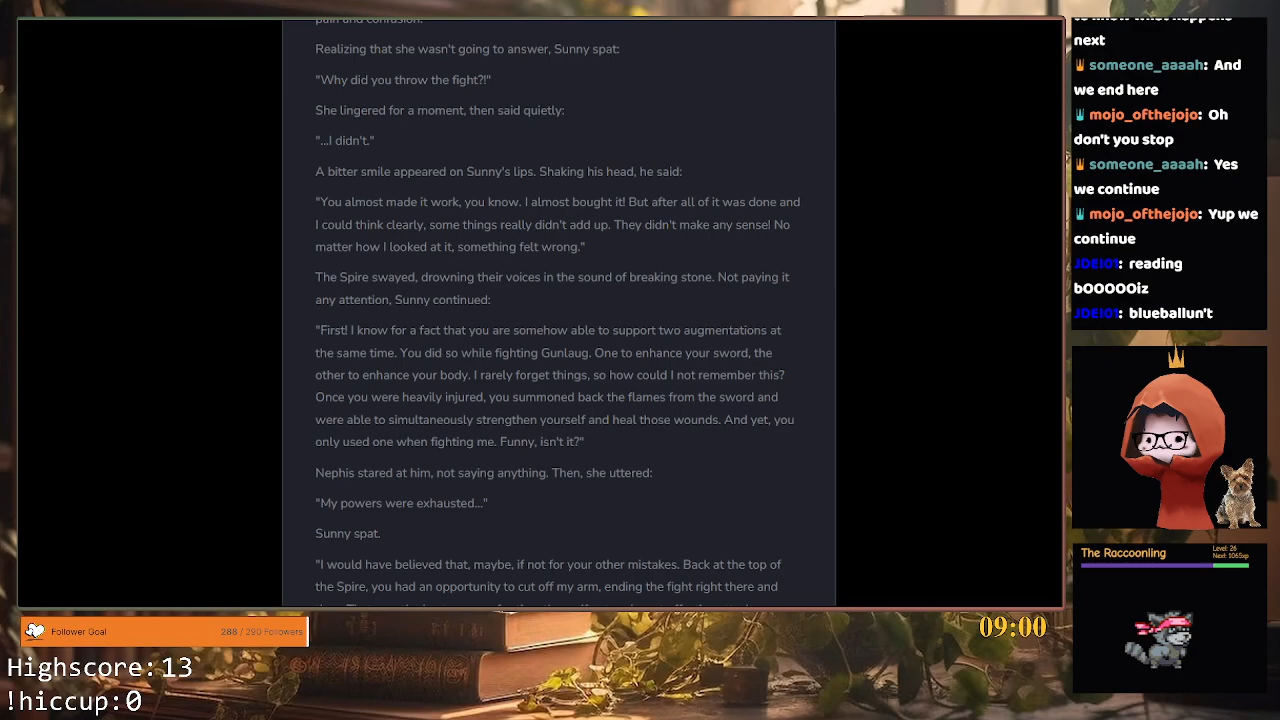 pain and confusion.
Realizing that she wasn't going to answer, Sunny spat:
"Why did you throw the fight?!"
She lingered for a moment, then said quietly:
"...I didn't."
A bitter smile appeared on Sunny's lips. Shaking his head, he said:
"You almost made it work, you know. I almost bought it! But after all of it was done and
I could think clearly, some things really didn't add up. They didn't make any sense! No
matter how I looked at it, something felt wrong."
The Spire swayed, drowning their voices in the sound of breaking stone. Not paying it
any attention, Sunny continued:
"First! I know for a fact that you are somehow able to support two augmentations at
the same time. You did so while fighting Gunlaug. One to enhance your sword, the
other to enhance your body. I rarely forget things, so how could I not remember this?
Once you were heavily injured, you summoned back the flames from the sword and
were able to simultaneously strengthen yourself and heal those wounds. And yet, you
only used one when fighting me. Funny, isn't it?"
Nephis stared at him, not saying anything. Then, she uttered:
"My powers were exhausted..."
Sunny spat.
"I would have believed that, maybe, if not for your other mistakes. Back at the top of
the Spire, you had an opportunity to cut off my arm, ending the fight right there and
next
someone_aaaah: And
we end here
mojo_ofthejojo: Oh
don't you stop
someone_aaaah: Yes
we continue
mojo_ofthejojo: Yup we
continue
JDEI01: reading
bOOOOOiz
JDEI01: blueballun't
The Raccoonling
Level: 26
Next: 1065xp
Follower Goal
288 / 290 Followers
09:00
Highscore:13
!hiccup:0